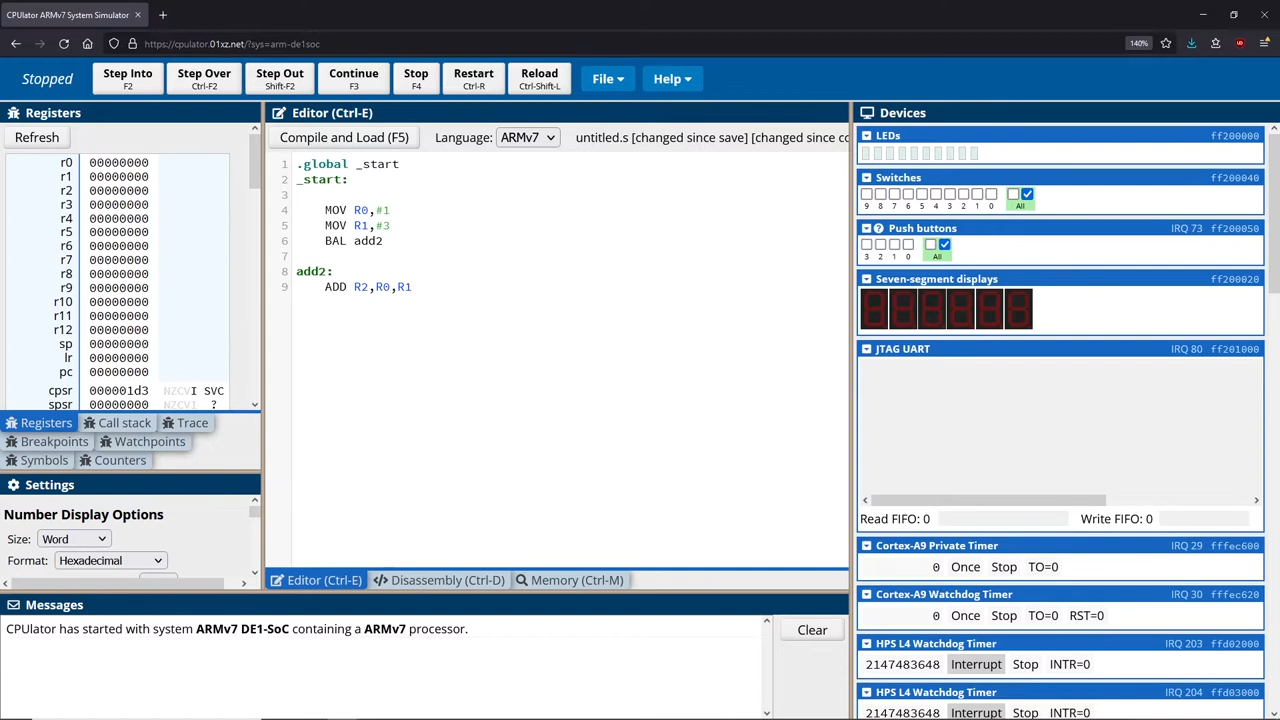 CPUlator ARMv7 System Simulator
https://cpulator.01xz.net/?sys=arm-de1soc
140%
Stopped
Step Into F2
Step Over Ctrl-F2
Step Out Shift-F2
Continue F3
Stop F4
Restart Ctrl-R
Reload Ctrl-Shift-L
File
Help
Registers
Refresh
r0 00000000
r1 00000000
r2 00000000
r3 00000000
r4 00000000
r5 00000000
r6 00000000
r7 00000000
r8 00000000
r9 00000000
r10 00000000
r11 00000000
r12 00000000
sp 00000000
lr 00000000
pc 00000000
cpsr 000001d3 NZCVI SVC
spsr 00000000 NZCVI ?
Registers Call stack Trace
Breakpoints Watchpoints
Symbols Counters
Settings
Number Display Options
Size: Word
Format: Hexadecimal
Editor (Ctrl-E)
Compile and Load (F5) Language: ARMv7 untitled.s [changed since save] [changed since co
1 .global _start
2 _start:
3
4 MOV R0,#1
5 MOV R1,#3
6 BAL add2
7
8 add2:
9 ADD R2,R0,R1
Editor (Ctrl-E) Disassembly (Ctrl-D) Memory (Ctrl-M)
Messages
CPUlator has started with system ARMv7 DE1-SoC containing a ARMv7 processor.
Clear
Devices
LEDs ff200000
Switches ff200040
9 8 7 6 5 4 3 2 1 0 All
Push buttons IRQ 73 ff200050
3 2 1 0 All
Seven-segment displays ff200020
JTAG UART IRQ 80 ff201000
Read FIFO: 0 Write FIFO: 0
Cortex-A9 Private Timer IRQ 29 fffec600
0 Once Stop TO=0
Cortex-A9 Watchdog Timer IRQ 30 fffec620
0 Once Stop TO=0 RST=0
HPS L4 Watchdog Timer IRQ 203 ffd02000
2147483648 Interrupt Stop INTR=0
HPS L4 Watchdog Timer IRQ 204 ffd03000
2147483648 Interrupt Stop INTR=0